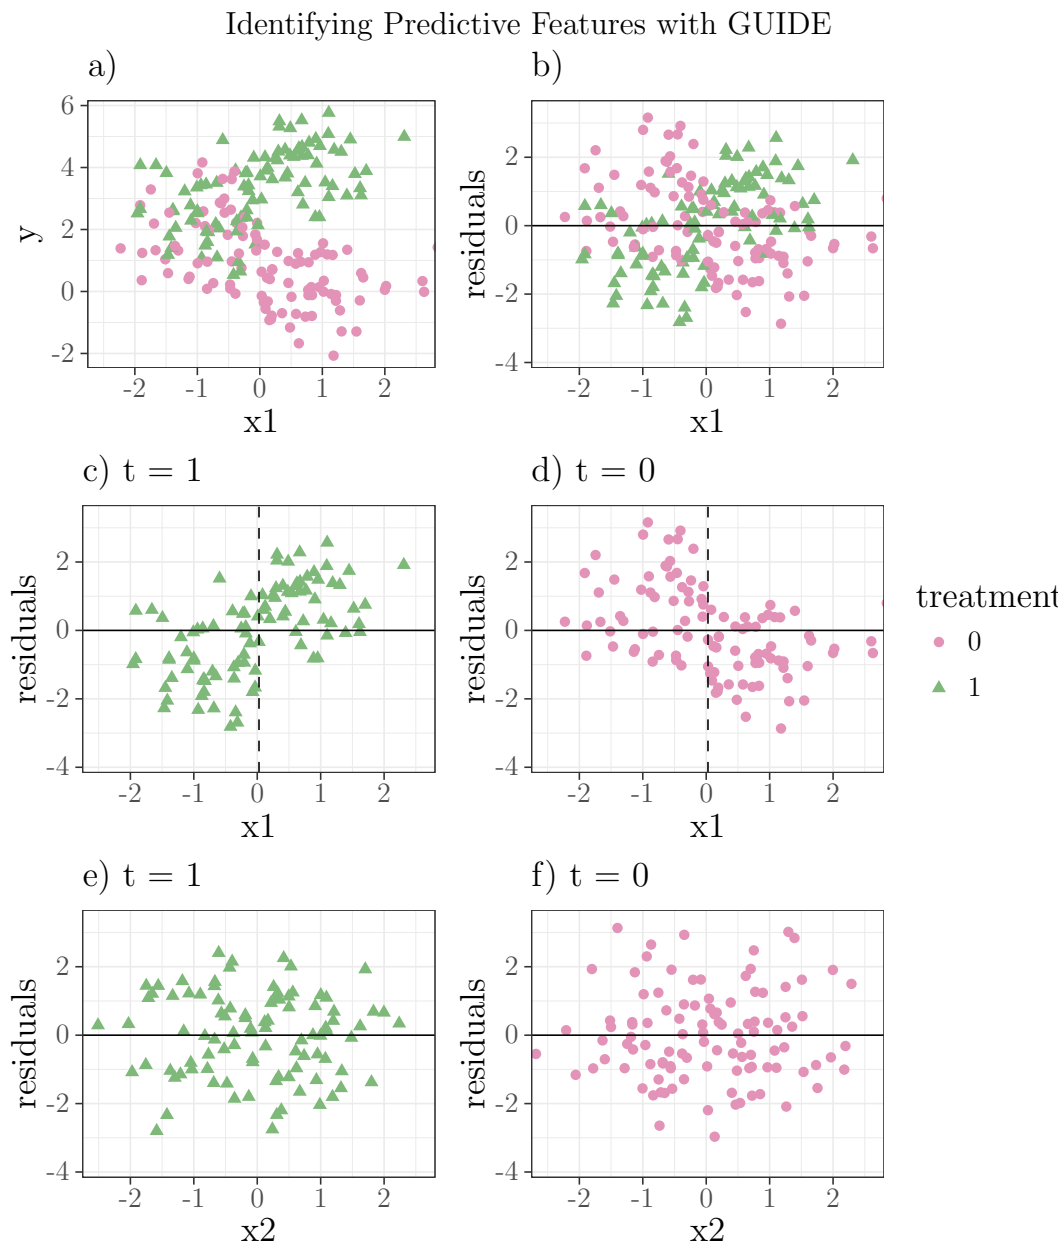 Identifying Predictive Features with GUIDE
a)
b)
6
4
2
0
-2
y
-2 -1 0 1 2
x1
2
0
-2
-4
residuals
-2 -1 0 1 2
x1
c) t = 1
d) t = 0
2
0
-2
-4
residuals
-2 -1 0 1 2
x1
2
0
-2
-4
residuals
-2 -1 0 1 2
x1
treatment
0
1
e) t = 1
f) t = 0
2
0
-2
-4
residuals
-2 -1 0 1 2
x2
2
0
-2
-4
residuals
-2 -1 0 1 2
x2